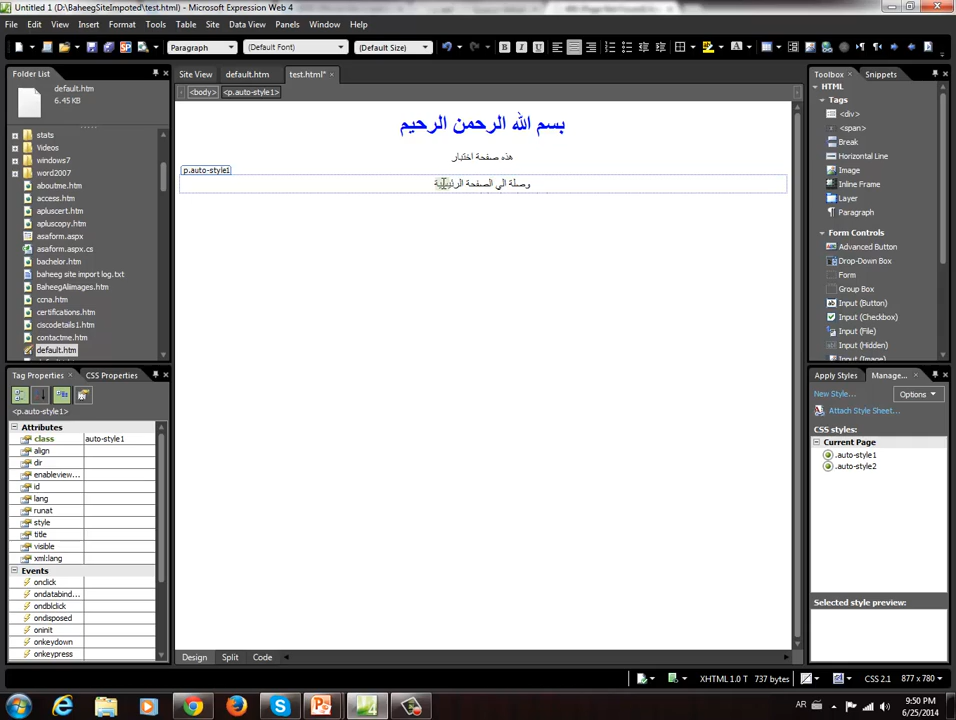 Untitled 1 (D:\BaheegSiteImpoted\test.html) - Microsoft Expression Web 4
File Edit View Insert Format Tools Table Site Data View Panels Window Help
Paragraph (Default Font) (Default Size) B I U A
Folder List
default.htm
6.45 KB
stats
Videos
windows7
word2007
aboutme.htm
access.htm
apluscert.htm
apluscopy.htm
asaform.aspx
asaform.aspx.cs
bachelor.htm
baheeg site import log.txt
BaheegAliimages.htm
ccna.htm
certifications.htm
ciscodetails1.htm
contactme.htm
default.htm
Site View default.htm test.html* ×
<body> <p.auto-style1>
بسم الله الرحمن الرحيم
هذه صفحة اختبار
p.auto-style1
وصلة الي الصفحة الرئيسية
Design Split Code
Tag Properties CSS Properties
<p.auto-style1>
Attributes
class auto-style1
align
dir
enableview...
id
lang
runat
style
title
visible
xml:lang
Events
onclick
ondatabind...
ondblclick
ondisposed
oninit
onkeydown
onkeypress
Toolbox Snippets
HTML
Tags
<div>
<span>
Break
Horizontal Line
Image
Inline Frame
Layer
Paragraph
Form Controls
Advanced Button
Drop-Down Box
Form
Group Box
Input (Button)
Input (Checkbox)
Input (File)
Input (Hidden)
Input (Image)
Apply Styles Manage...
New Style... Options
Attach Style Sheet...
CSS styles:
Current Page
.auto-style1
.auto-style2
Selected style preview:
XHTML 1.0 T 737 bytes CSS 2.1 877 x 780
AR 9:50 PM
6/25/2014